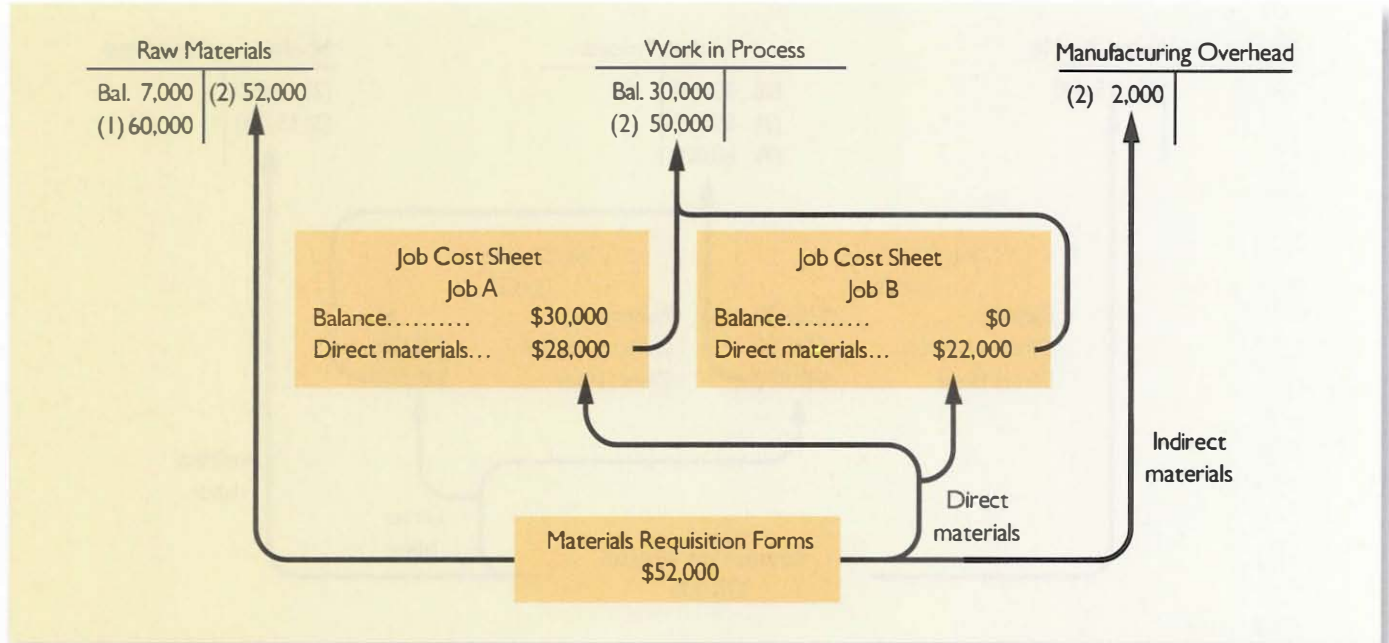 Raw Materials
Bal. 7,000 (2) 52,000
(1) 60,000
Work in Process
Bal. 30,000
(2) 50,000
Manufacturing Overhead
(2) 2,000
Job Cost Sheet
Job A
Balance.......... $30,000
Direct materials... $28,000
Job Cost Sheet
Job B
Balance.......... $0
Direct materials... $22,000
Indirect
materials
Direct
materials
Materials Requisition Forms
$52,000